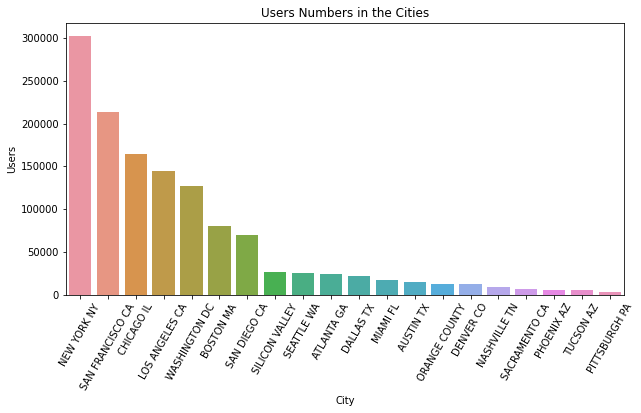 Users Numbers in the Cities
300000
250000
200000
150000
100000
50000
0
Users
NEW YORK NY
SAN FRANCISCO CA
CHICAGO IL
LOS ANGELES CA
WASHINGTON DC
BOSTON MA
SAN DIEGO CA
SILICON VALLEY
SEATTLE WA
ATLANTA GA
DALLAS TX
MIAMI FL
AUSTIN TX
ORANGE COUNTY
DENVER CO
NASHVILLE TN
SACRAMENTO CA
PHOENIX AZ
TUCSON AZ
PITTSBURGH PA
City